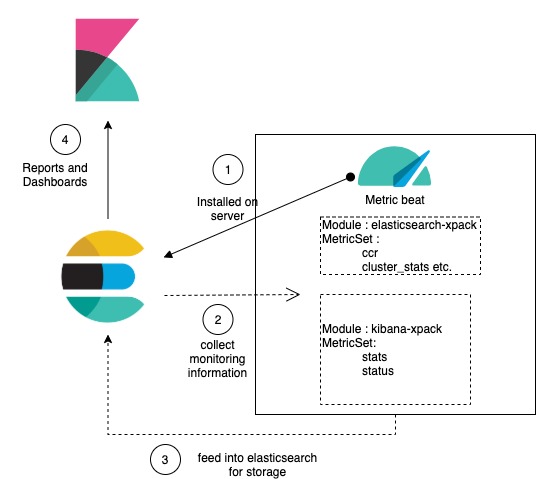 4
Reports and
Dashboards
1
Installed on
server
Metric beat
Module : elasticsearch-xpack
MetricSet :
ccr
cluster_stats etc.
2
collect
monitoring
information
Module : kibana-xpack
MetricSet:
stats
status
3
feed into elasticsearch
for storage